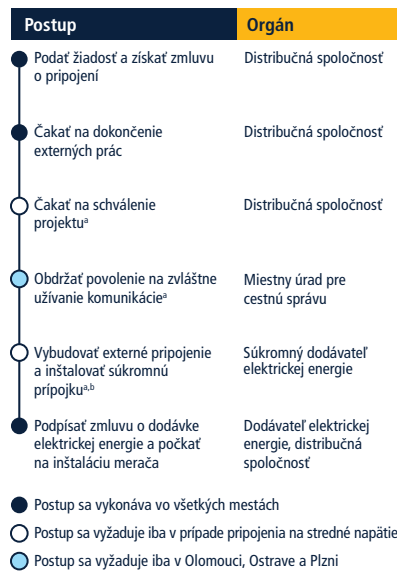 Postup Orgán
Podať žiadosť a získať zmluvu
o pripojení
Distribučná spoločnosť
Čakať na dokončenie
externých prác
Distribučná spoločnosť
Čakať na schválenie
projektuᵃ
Distribučná spoločnosť
Obdržať povolenie na zvláštne
užívanie komunikácieᵃ
Miestny úrad pre
cestnú správu
Vybudovať externé pripojenie
a inštalovať súkromnú
prípojkuᵃ,ᵇ
Súkromný dodávateľ
elektrickej energie
Podpísať zmluvu o dodávke
elektrickej energie a počkať
na inštaláciu merača
Dodávateľ elektrickej
energie, distribučná
spoločnosť
Postup sa vykonáva vo všetkých mestách
Postup sa vyžaduje iba v prípade pripojenia na stredné napätie
Postup sa vyžaduje iba v Olomouci, Ostrave a Plzni